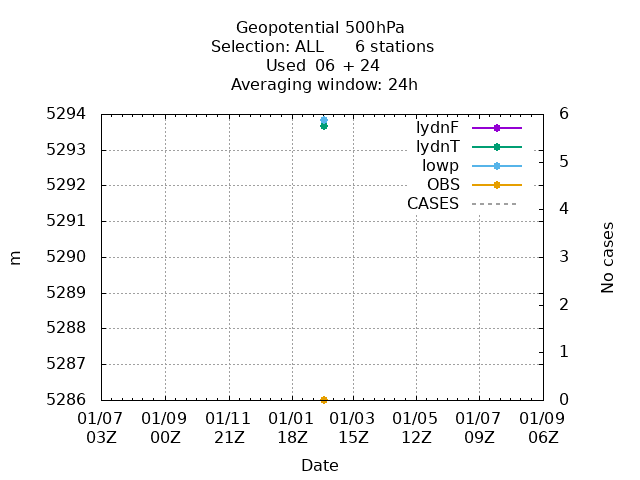 Geopotential 500hPa
Selection: ALL 6 stations
Used 06 + 24
Averaging window: 24h
5294
5293
5292
5291
5290
5289
5288
5287
5286
m
6
5
4
3
2
1
0
No cases
lydnF
lydnT
lowp
OBS
CASES
01/07 01/09 01/11 01/01 01/03 01/05 01/07 01/09
03Z 00Z 21Z 18Z 15Z 12Z 09Z 06Z
Date